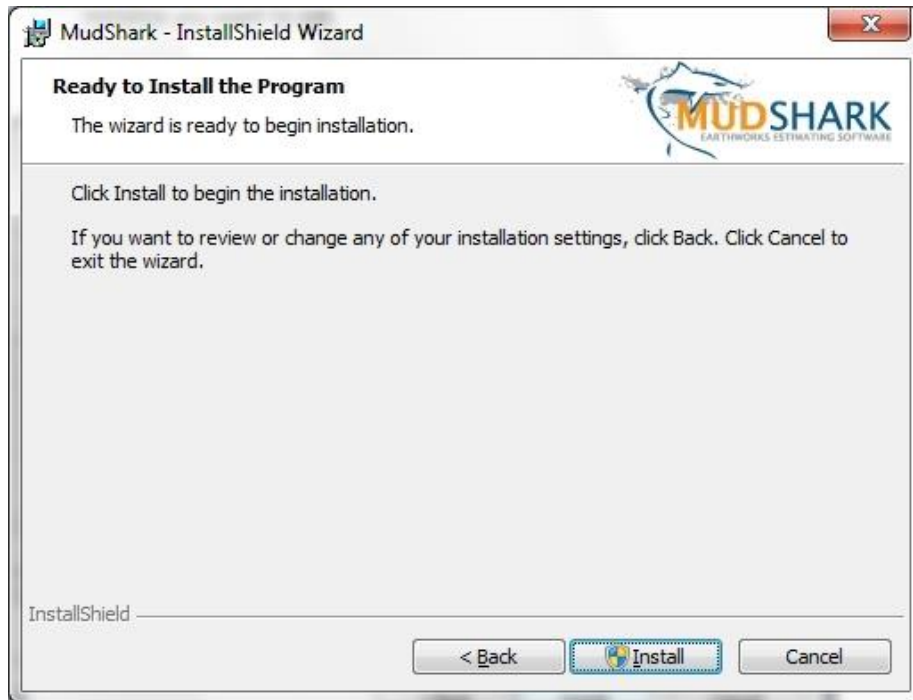 MudShark - InstallShield Wizard
Ready to Install the Program
The wizard is ready to begin installation.
MUDSHARK
EARTHWORKS ESTIMATING SOFTWARE
Click Install to begin the installation.
If you want to review or change any of your installation settings, click Back. Click Cancel to
exit the wizard.
InstallShield
< Back
Install
Cancel